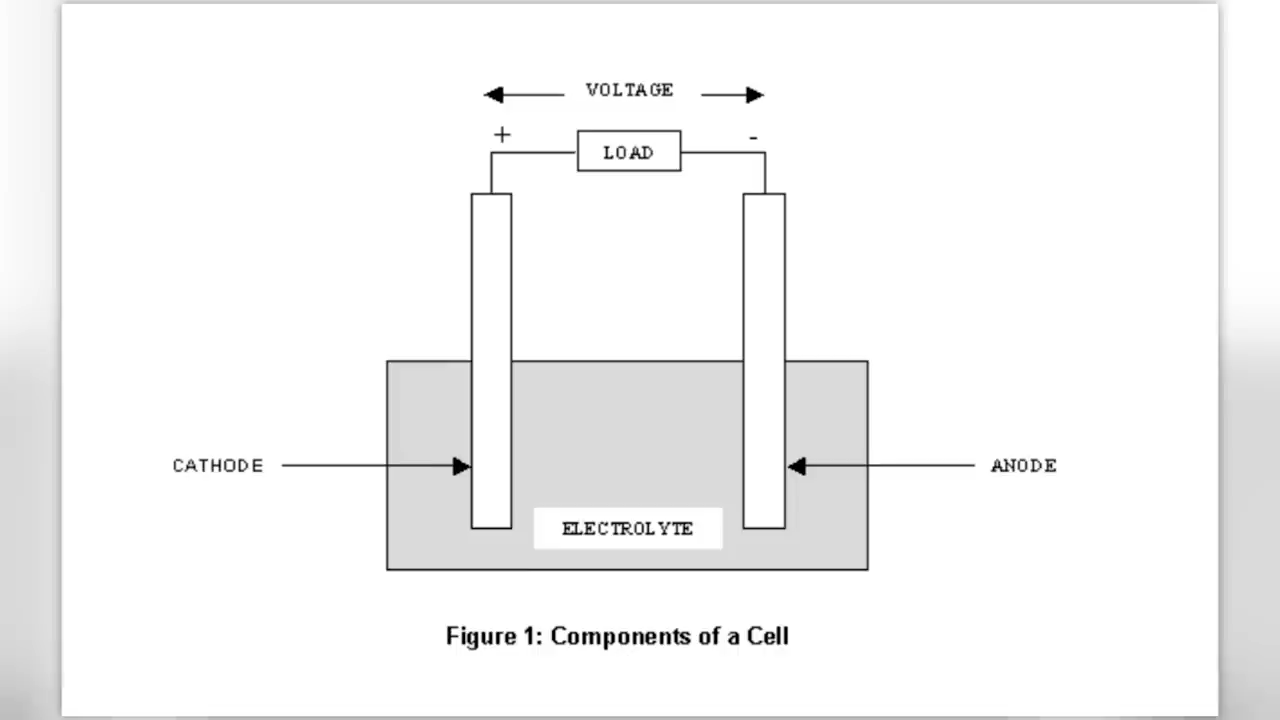 VOLTAGE
+ -
LOAD
CATHODE
ANODE
ELECTROLYTE
Figure 1: Components of a Cell